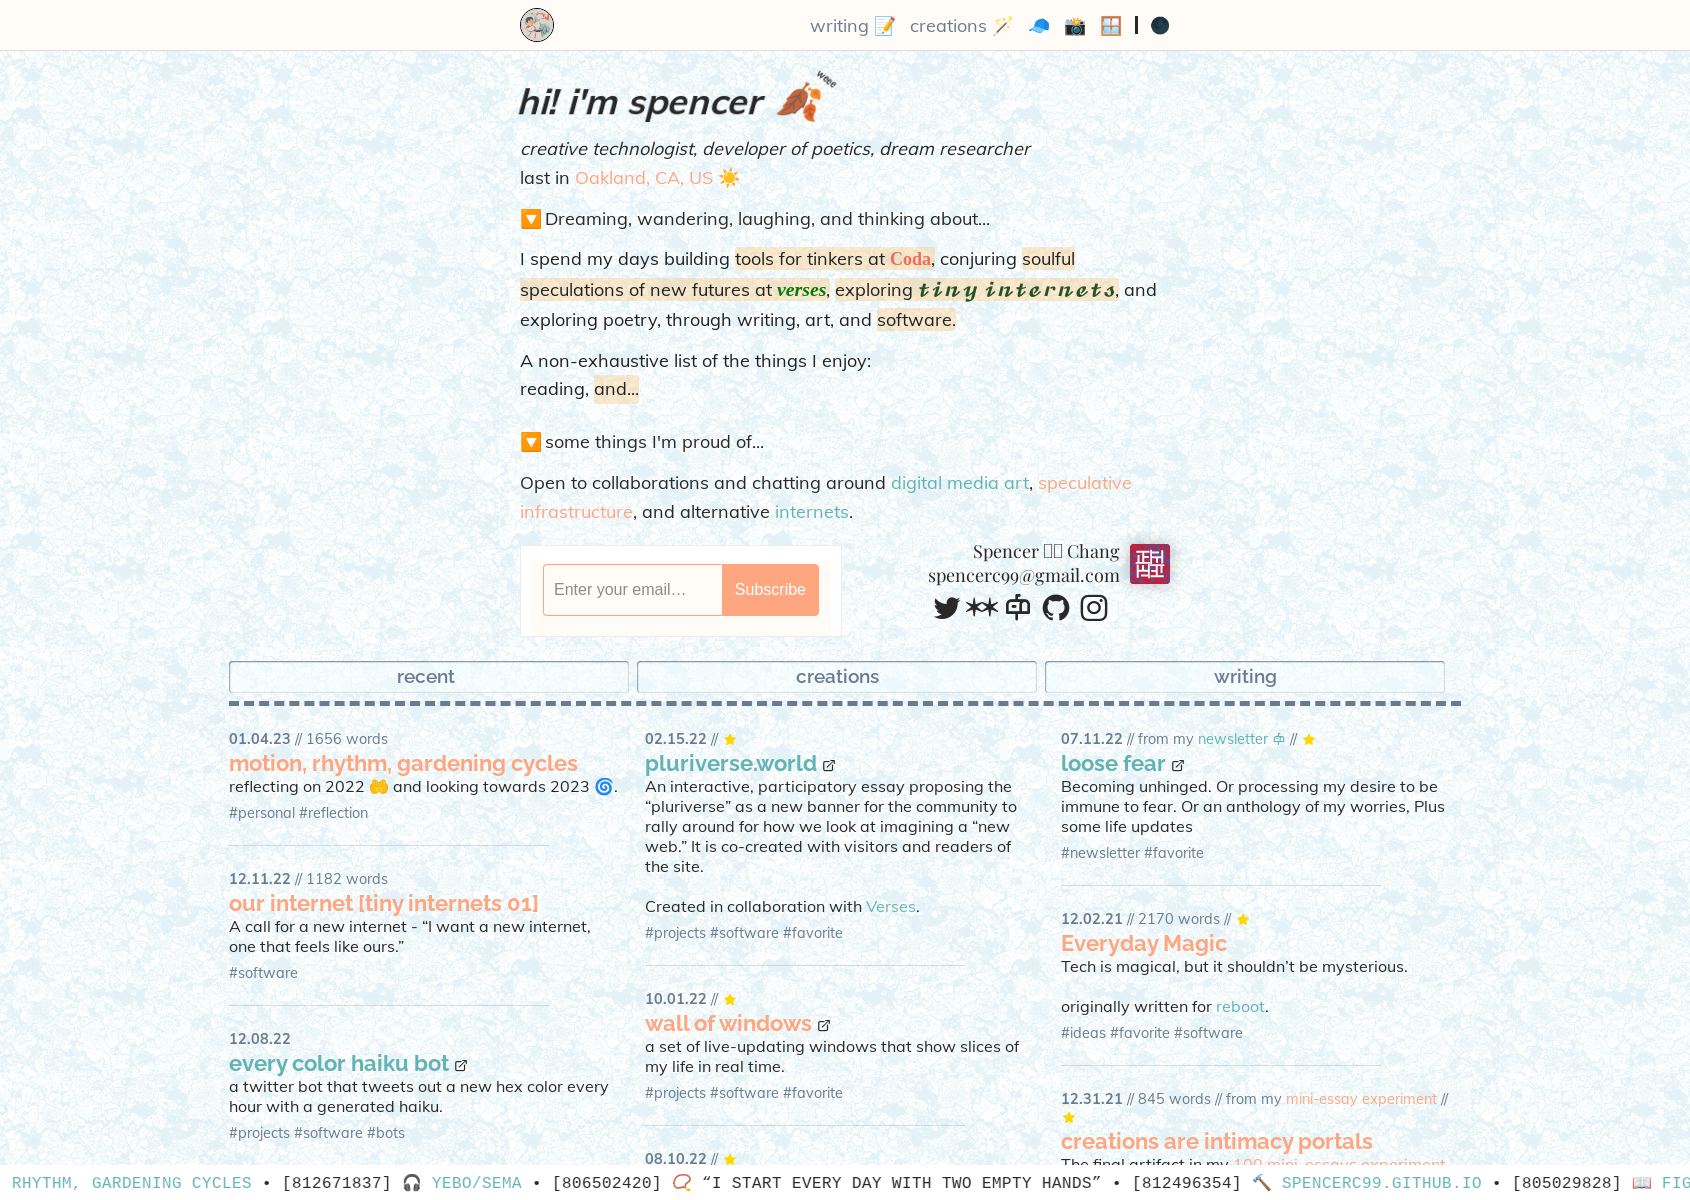 writing 📝 creations 🪄 🧢 📸 🪟 | 🌑
hi! i'm spencer 🍂 weee
creative technologist, developer of poetics, dream researcher
last in Oakland, CA, US ☀️
🔽 Dreaming, wandering, laughing, and thinking about...
I spend my days building tools for tinkers at Coda, conjuring soulful
speculations of new futures at verses, exploring tiny internets, and
exploring poetry, through writing, art, and software.
A non-exhaustive list of the things I enjoy:
reading, and...
🔽 some things I'm proud of...
Open to collaborations and chatting around digital media art, speculative
infrastructure, and alternative internets.
Enter your email… Subscribe
Spencer Chang
spencerc99@gmail.com
recent
creations
writing
01.04.23 // 1656 words
motion, rhythm, gardening cycles
reflecting on 2022 🤲 and looking towards 2023 🌀.
#personal #reflection
12.11.22 // 1182 words
our internet [tiny internets 01]
A call for a new internet - “I want a new internet,
one that feels like ours.”
#software
12.08.22
every color haiku bot
a twitter bot that tweets out a new hex color every
hour with a generated haiku.
#projects #software #bots
02.15.22 // ⭐
pluriverse.world
An interactive, participatory essay proposing the
“pluriverse” as a new banner for the community to
rally around for how we look at imagining a “new
web.” It is co-created with visitors and readers of
the site.
Created in collaboration with Verses.
#projects #software #favorite
10.01.22 // ⭐
wall of windows
a set of live-updating windows that show slices of
my life in real time.
#projects #software #favorite
08.10.22 // ⭐
07.11.22 // from my newsletter // ⭐
loose fear
Becoming unhinged. Or processing my desire to be
immune to fear. Or an anthology of my worries, Plus
some life updates
#newsletter #favorite
12.02.21 // 2170 words // ⭐
Everyday Magic
Tech is magical, but it shouldn’t be mysterious.
originally written for reboot.
#ideas #favorite #software
12.31.21 // 845 words // from my mini-essay experiment //
⭐
creations are intimacy portals
The final artifact in my 100 mini-essays experiment
RHYTHM, GARDENING CYCLES • [812671837] 🎧 YEBO/SEMA • [806502420] 📿 “I START EVERY DAY WITH TWO EMPTY HANDS” • [812496354] 🔨 SPENCERC99.GITHUB.IO • [805029828] 📖 FIG